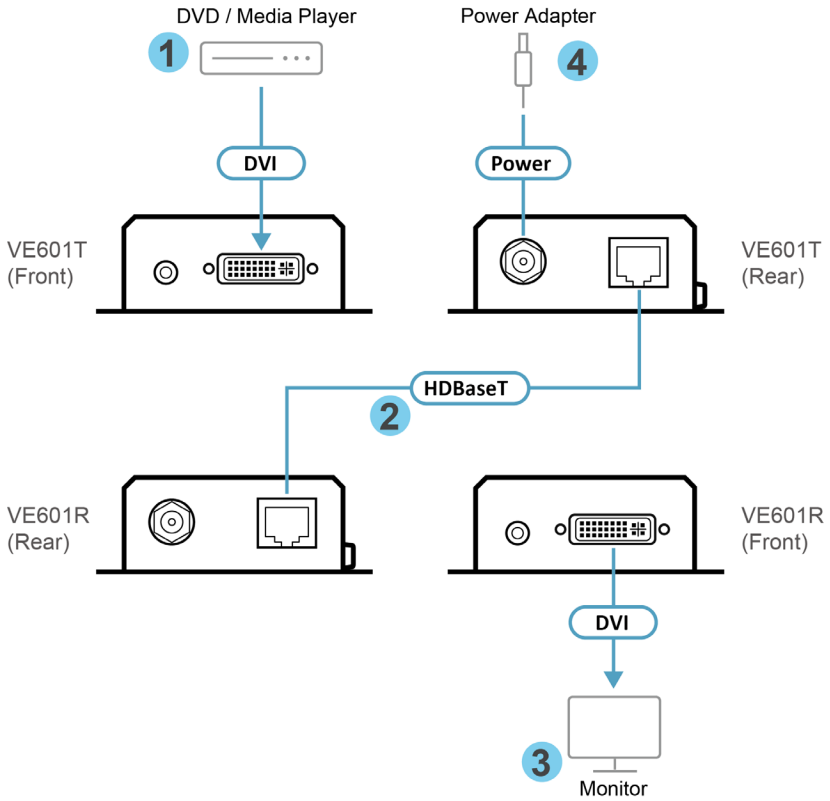 DVD / Media Player
1
Power Adapter
4
DVI
Power
VE601T
(Front)
VE601T
(Rear)
HDBaseT
2
VE601R
(Rear)
VE601R
(Front)
DVI
3
Monitor